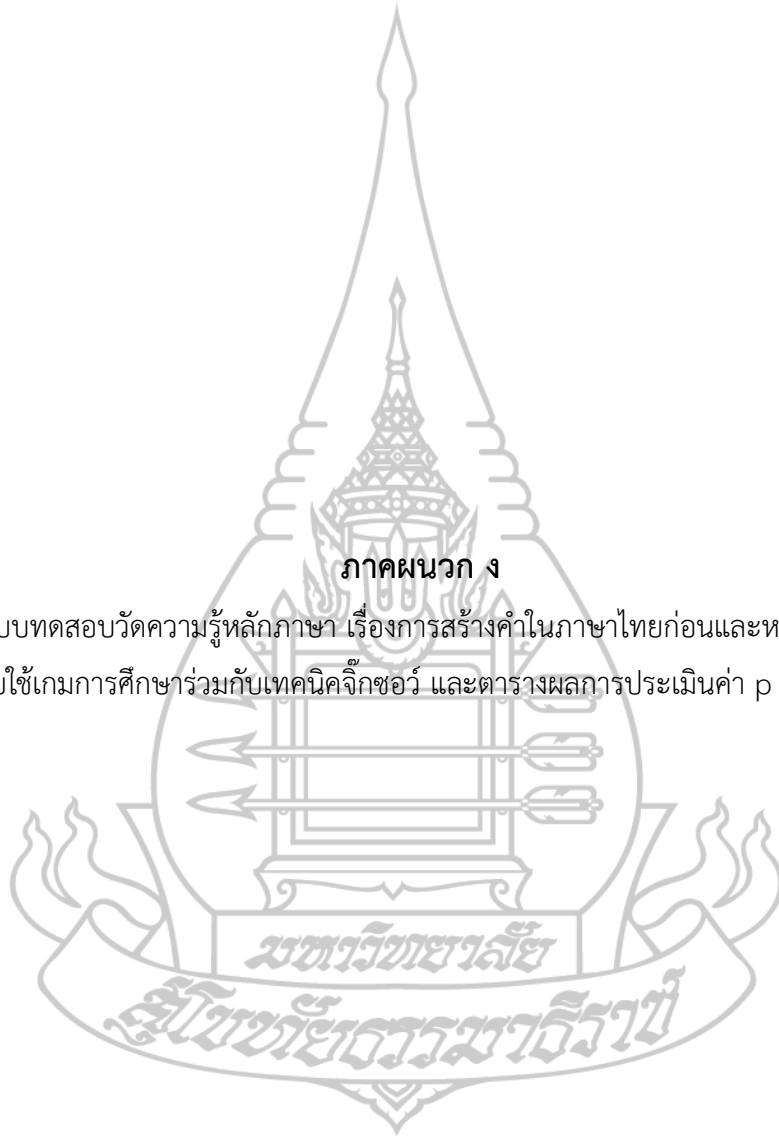 ภาคผนวก ง
บบทดสอบวัดความรู้หลักภาษา เรื่องการสร้างคำในภาษาไทยก่อนและห
ยใช้เกมการศึกษาร่วมกับเทคนิคจิ๊กซอว์ และตารางผลการประเมินค่า p
มหาวิทยาลัย
สุโขทัยธรรมาธิราช